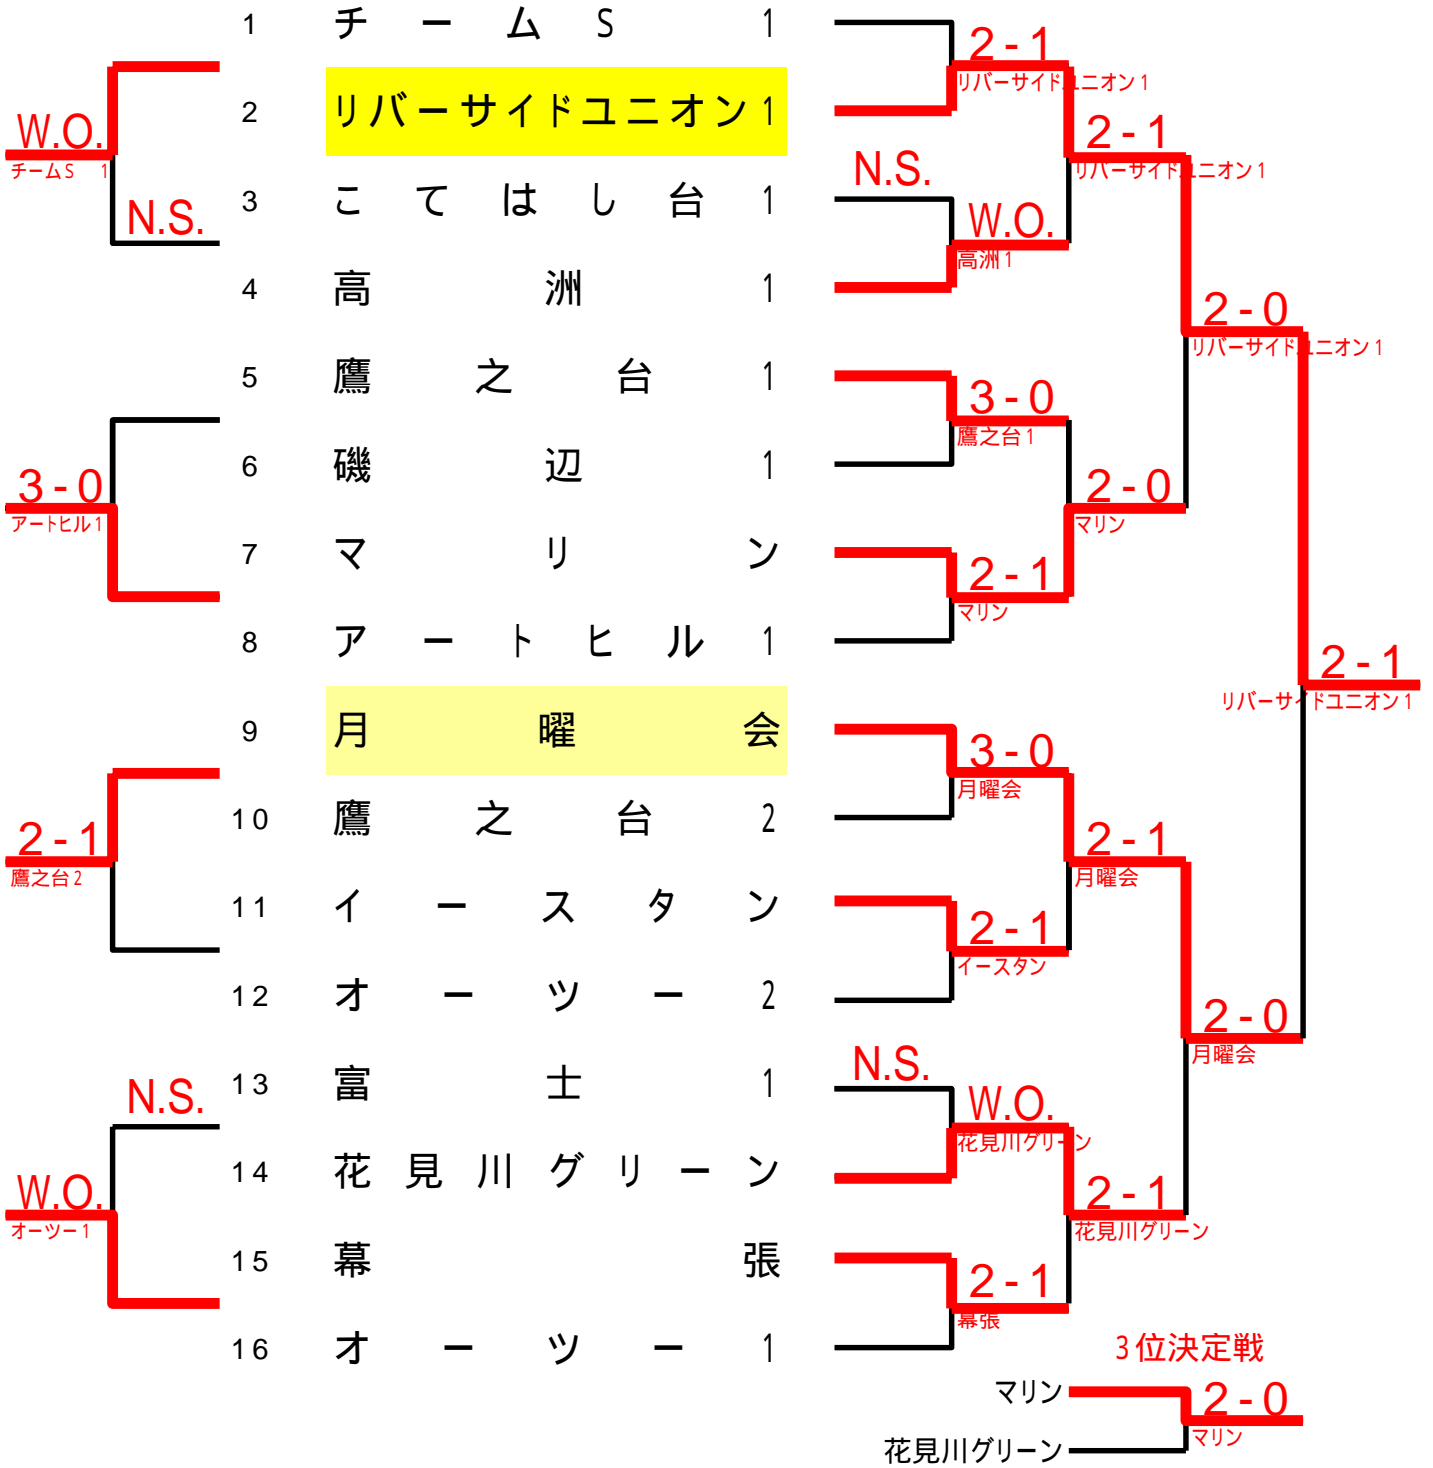 1 チームS 1
2-1
リバーサイドユニオン1
2 リバーサイドユニオン1
W.O.
チームS 1
2-1
リバーサイドユニオン1
N.S.
3 こてはし台1
N.S.
W.O.
高洲1
4 高洲1
2-0
リバーサイドユニオン1
5 鷹之台1
3-0
鷹之台1
6 磯辺1
3-0
アートヒル1
2-0
マリン
7 マリン
2-1
マリン
8 アートヒル1
2-1
リバーサイドユニオン1
9 月曜会
3-0
月曜会
10 鷹之台2
2-1
鷹之台2
2-1
月曜会
11 イースタン
2-1
イースタン
12 オーツー2
2-0
月曜会
13 富士1
N.S.
N.S.
W.O.
花見川グリーン
14 花見川グリーン
W.O.
オーツー1
2-1
花見川グリーン
15 幕張
2-1
幕張
16 オーツー1
3位決定戦
マリン
2-0
マリン
花見川グリーン